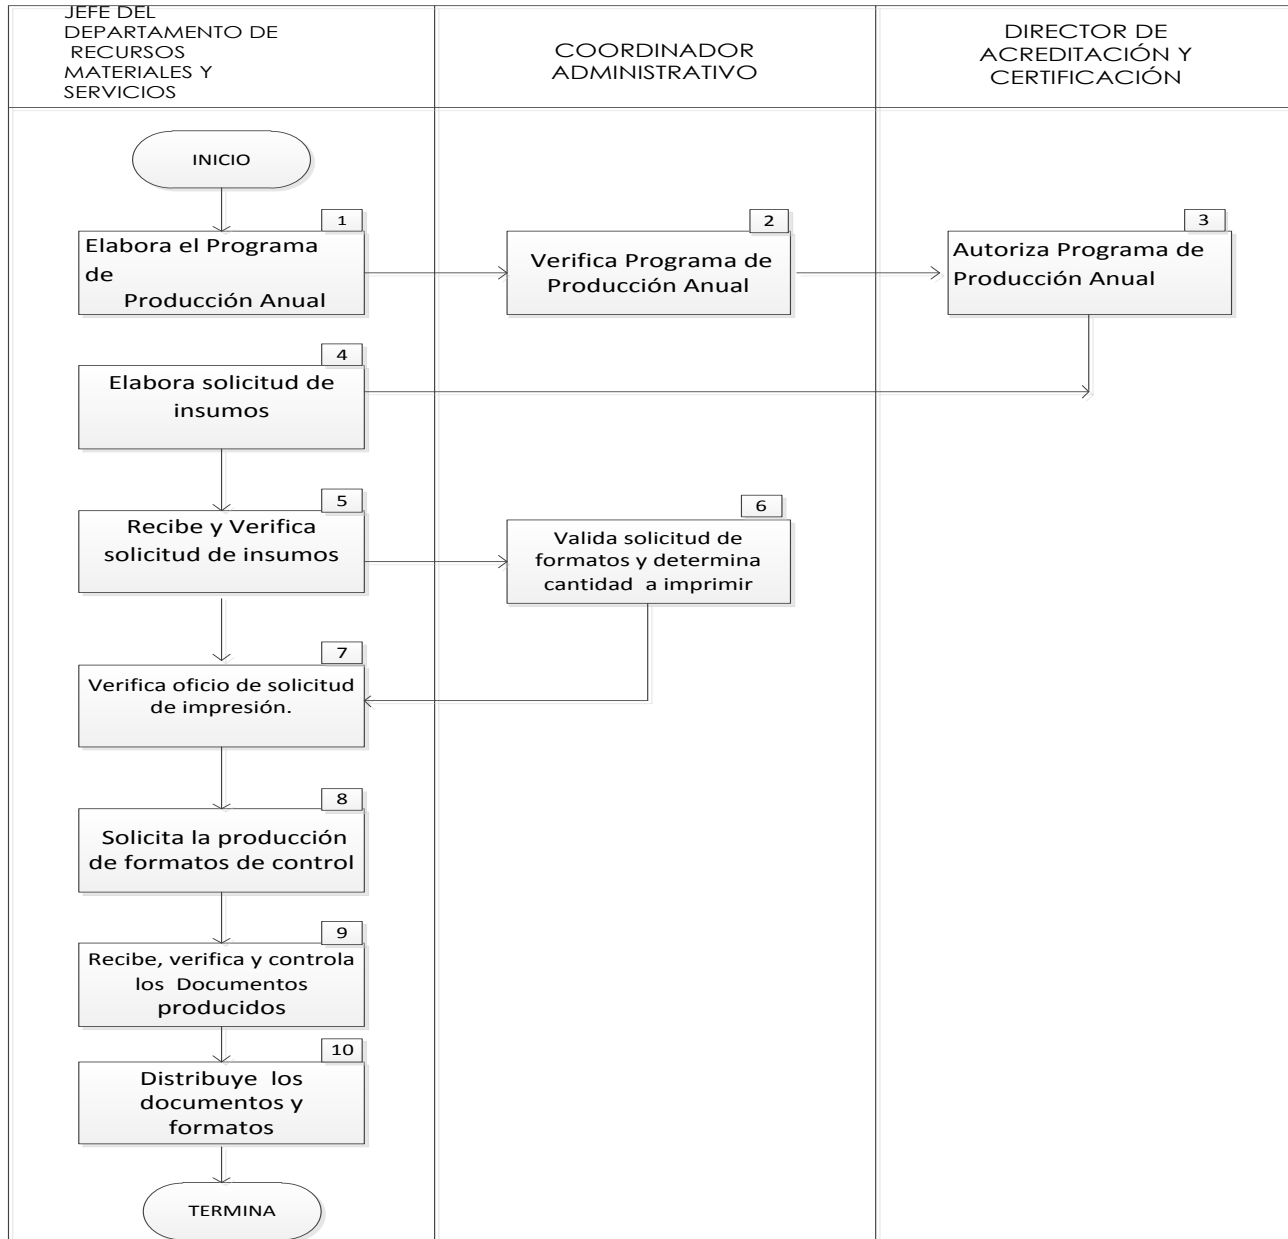 JEFE DEL
DEPARTAMENTO DE
RECURSOS
MATERIALES Y
SERVICIOS
COORDINADOR
ADMINISTRATIVO
DIRECTOR DE
ACREDITACIÓN Y
CERTIFICACIÓN
INICIO
1
Elabora el Programa
de
Producción Anual
2
Verifica Programa de
Producción Anual
3
Autoriza Programa de
Producción Anual
4
Elabora solicitud de
insumos
5
Recibe y Verifica
solicitud de insumos
6
Valida solicitud de
formatos y determina
cantidad a imprimir
7
Verifica oficio de solicitud
de impresión.
8
Solicita la producción
de formatos de control
9
Recibe, verifica y controla
los Documentos
producidos
10
Distribuye los
documentos y
formatos
TERMINA